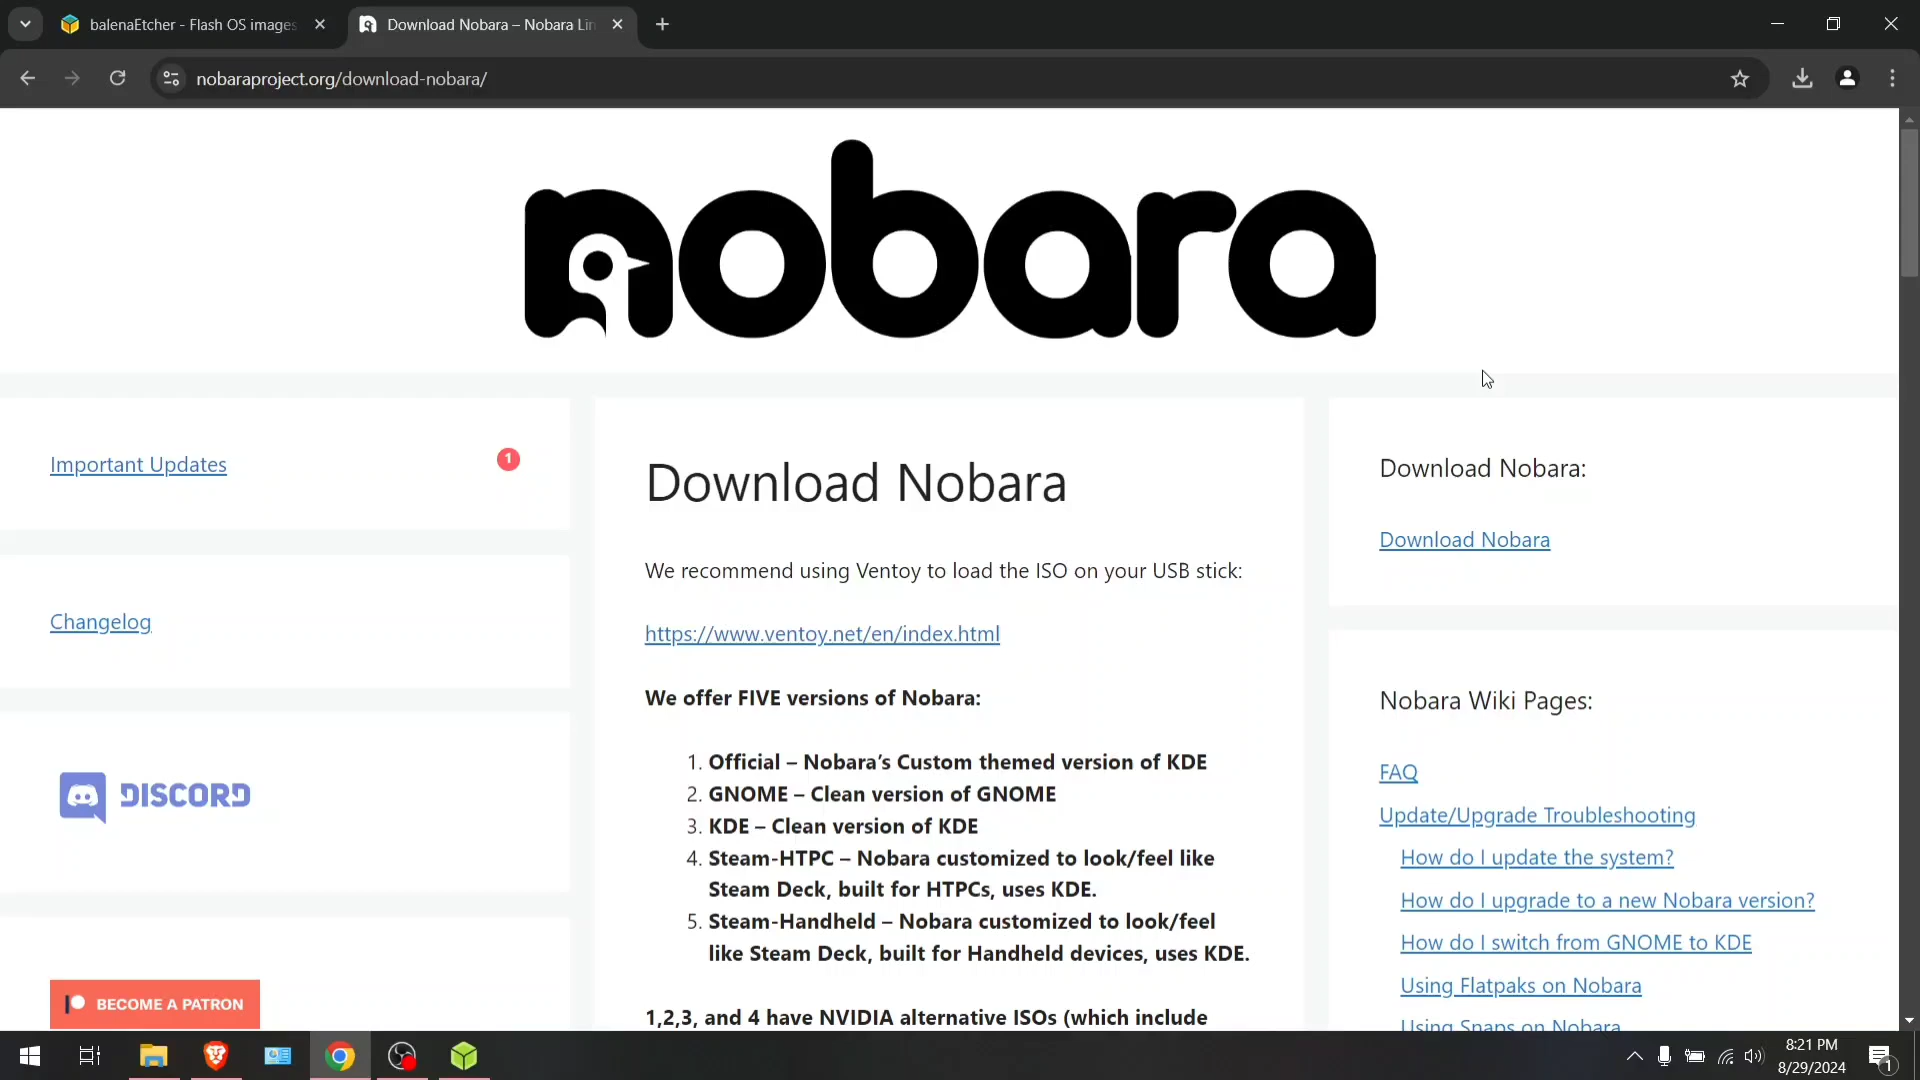 balenaEtcher - Flash OS images
Download Nobara – Nobara Lin
nobaraproject.org/download-nobara/
nobara
Important Updates
1
Changelog
DISCORD
BECOME A PATRON
Download Nobara
We recommend using Ventoy to load the ISO on your USB stick:
https://www.ventoy.net/en/index.html
We offer FIVE versions of Nobara:
1. Official – Nobara’s Custom themed version of KDE
2. GNOME – Clean version of GNOME
3. KDE – Clean version of KDE
4. Steam-HTPC – Nobara customized to look/feel like
Steam Deck, built for HTPCs, uses KDE.
5. Steam-Handheld – Nobara customized to look/feel
like Steam Deck, built for Handheld devices, uses KDE.
1,2,3, and 4 have NVIDIA alternative ISOs (which include
Download Nobara:
Download Nobara
Nobara Wiki Pages:
FAQ
Update/Upgrade Troubleshooting
How do I update the system?
How do I upgrade to a new Nobara version?
How do I switch from GNOME to KDE
Using Flatpaks on Nobara
Using Snaps on Nobara
8:21 PM
8/29/2024
1